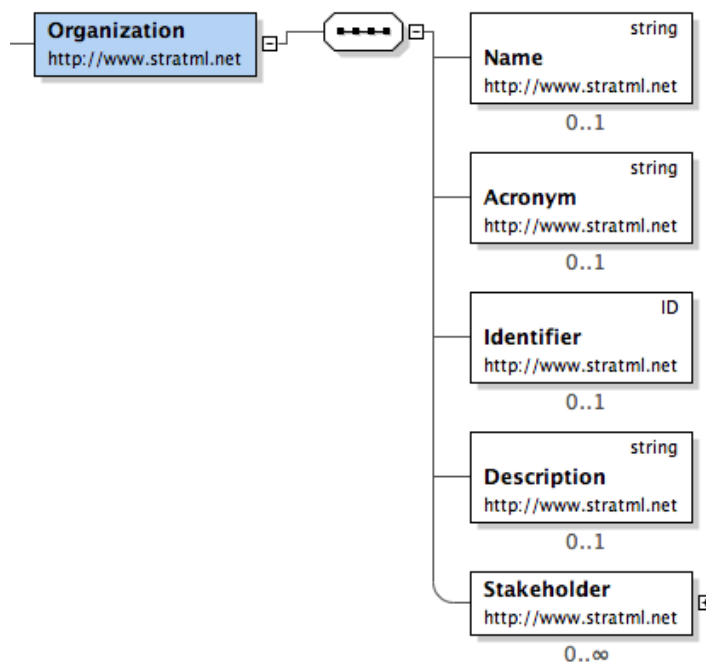 Organization
http://www.stratml.net
string
Name
http://www.stratml.net
0..1
string
Acronym
http://www.stratml.net
0..1
ID
Identifier
http://www.stratml.net
0..1
string
Description
http://www.stratml.net
0..1
Stakeholder
http://www.stratml.net
0..∞